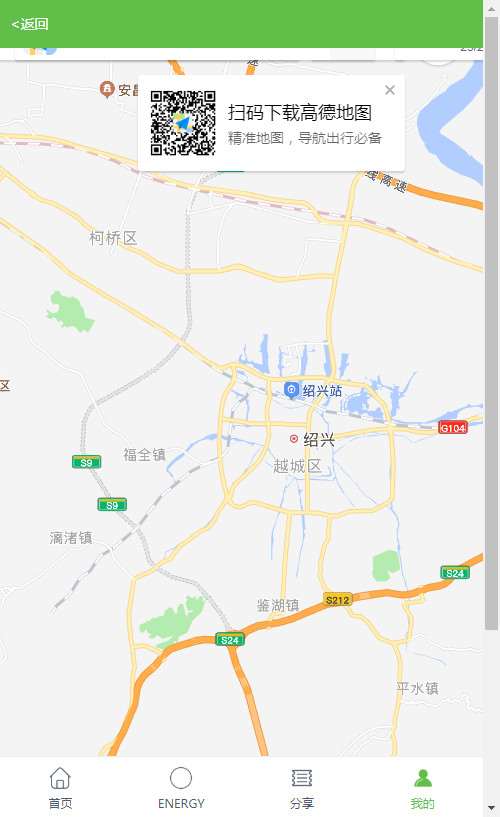 <返回
安昌
扫码下载高德地图
精准地图，导航出行必备
线高速
柯桥区
区
绍兴站
G104
绍兴
越城区
福全镇
S9
S9
漓渚镇
S24
S212
鉴湖镇
S24
平水镇
首页
ENERGY
分享
我的